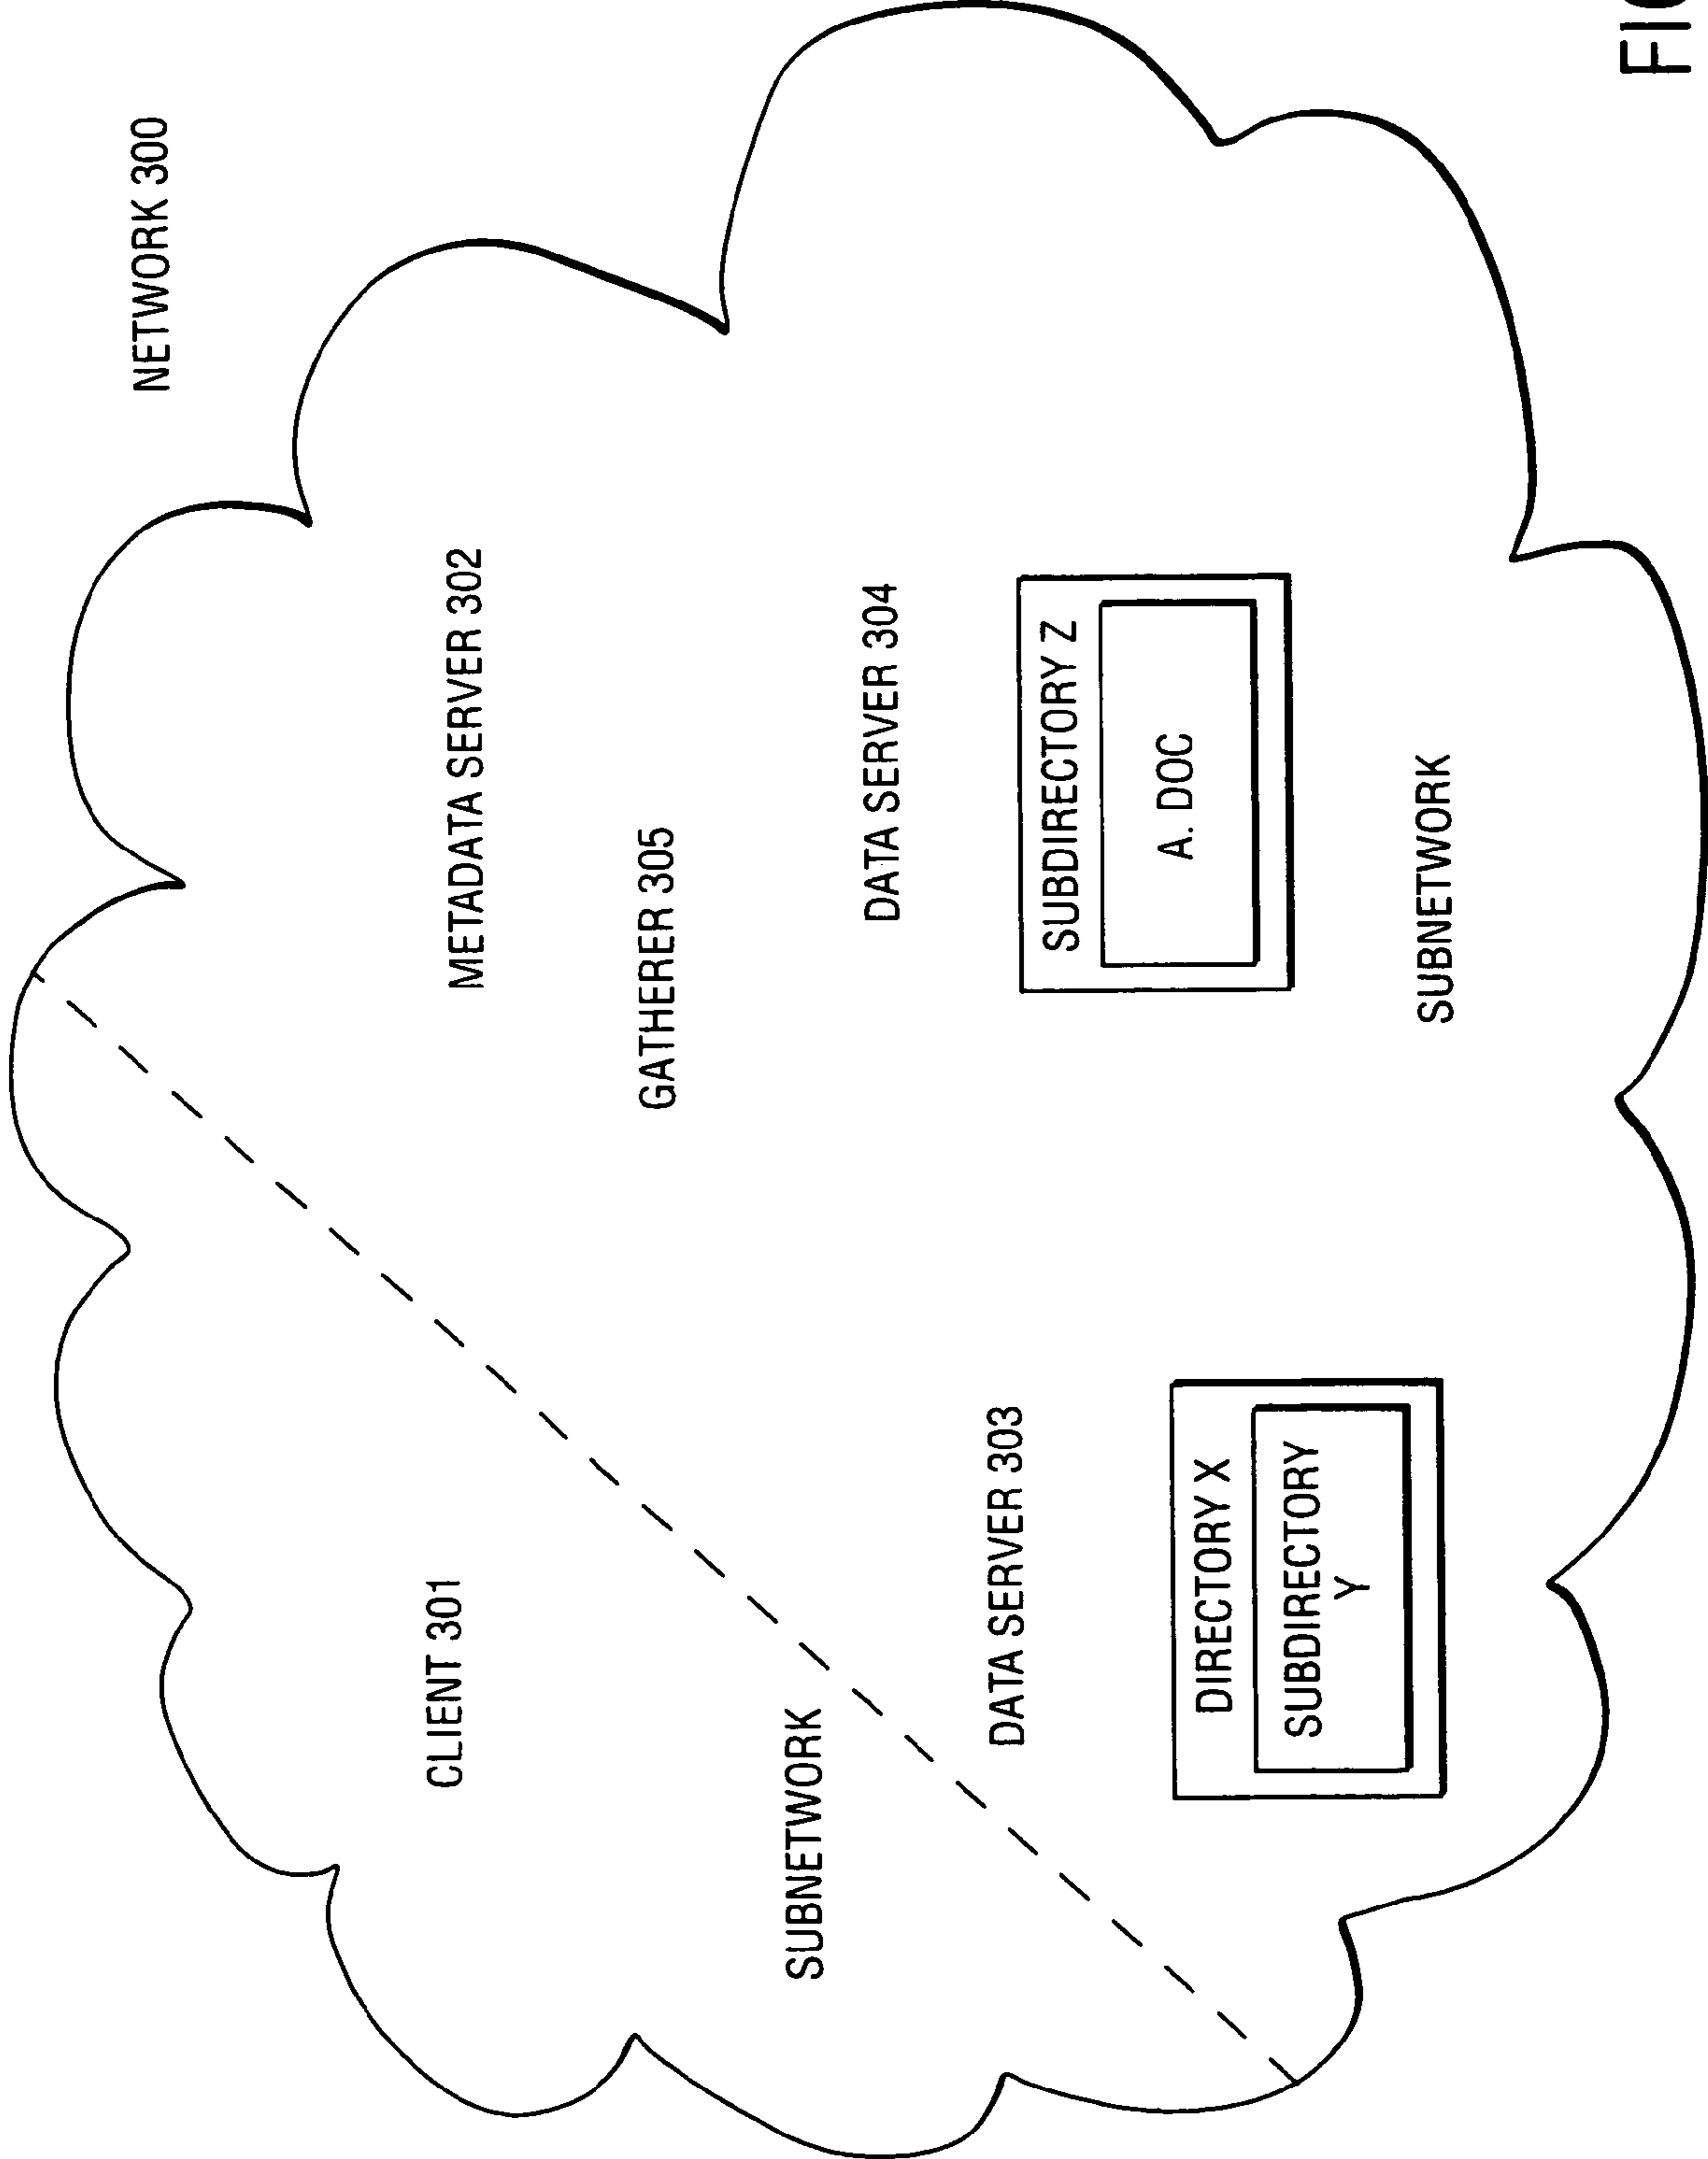 NETWORK 300
CLIENT 301
METADATA SERVER 302
GATHERER 305
SUBNETWORK
DATA SERVER 304
DATA SERVER 303
SUBDIRECTORY Z
A. DOC
DIRECTORY X
SUBDIRECTORY
Y
SUBNETWORK